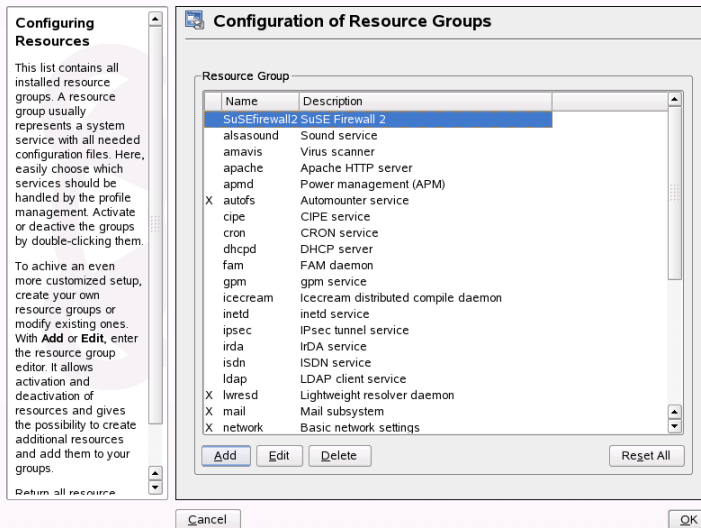 Configuring
Resources
This list contains all
installed resource
groups. A resource
group usually
represents a system
service with all needed
configuration files. Here,
easily choose which
services should be
handled by the profile
management. Activate
or deactive the groups
by double-clicking them.
To achive an even
more customized setup,
create your own
resource groups or
modify existing ones.
With Add or Edit, enter
the resource group
editor. It allows
activation and
deactivation of
resources and gives
the possibility to create
additional resources
and add them to your
groups.
Return all resource
Configuration of Resource Groups
Resource Group
Name Description
SuSEfirewall2 SuSE Firewall 2
alsasound Sound service
amavis Virus scanner
apache Apache HTTP server
apmd Power management (APM)
X autofs Automounter service
cipe CIPE service
cron CRON service
dhcpd DHCP server
fam FAM daemon
gpm gpm service
icecream Icecream distributed compile daemon
inetd inetd service
ipsec IPsec tunnel service
irda IrDA service
isdn ISDN service
ldap LDAP client service
X lwresd Lightweight resolver daemon
X mail Mail subsystem
X network Basic network settings
Add Edit Delete Reset All
Cancel OK